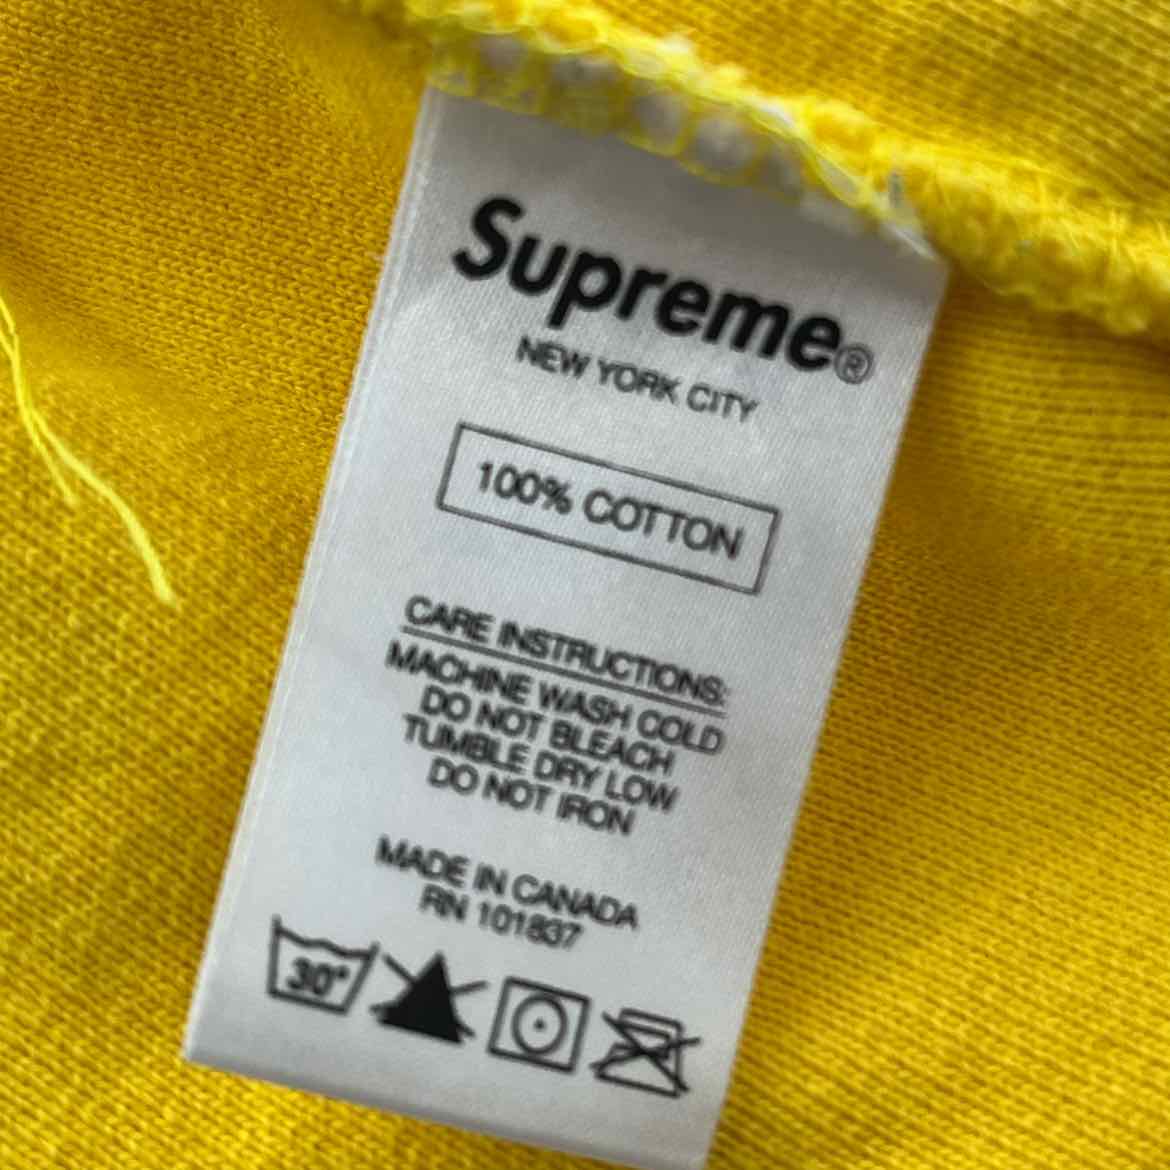 Supreme®
NEW YORK CITY
100% COTTON
CARE INSTRUCTIONS:
MACHINE WASH COLD
DO NOT BLEACH
TUMBLE DRY LOW
DO NOT IRON
MADE IN CANADA
RN 101837
30°